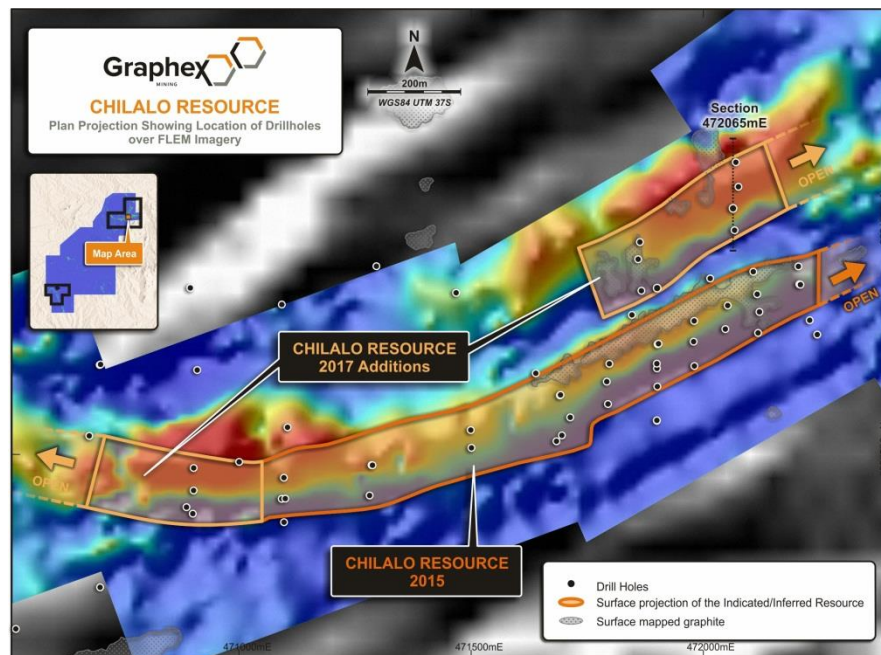 Graphex
MINING
CHILALO RESOURCE
Plan Projection Showing Location of Drillholes
over FLEM Imagery
N
200m
WGS84 UTM 37S
Section
472065mE
OPEN
Map Area
OPEN
CHILALO RESOURCE
2017 Additions
OPEN
CHILALO RESOURCE
2015
Drill Holes
Surface projection of the Indicated/Inferred Resource
Surface mapped graphite
471000mE
471500mE
472000mE